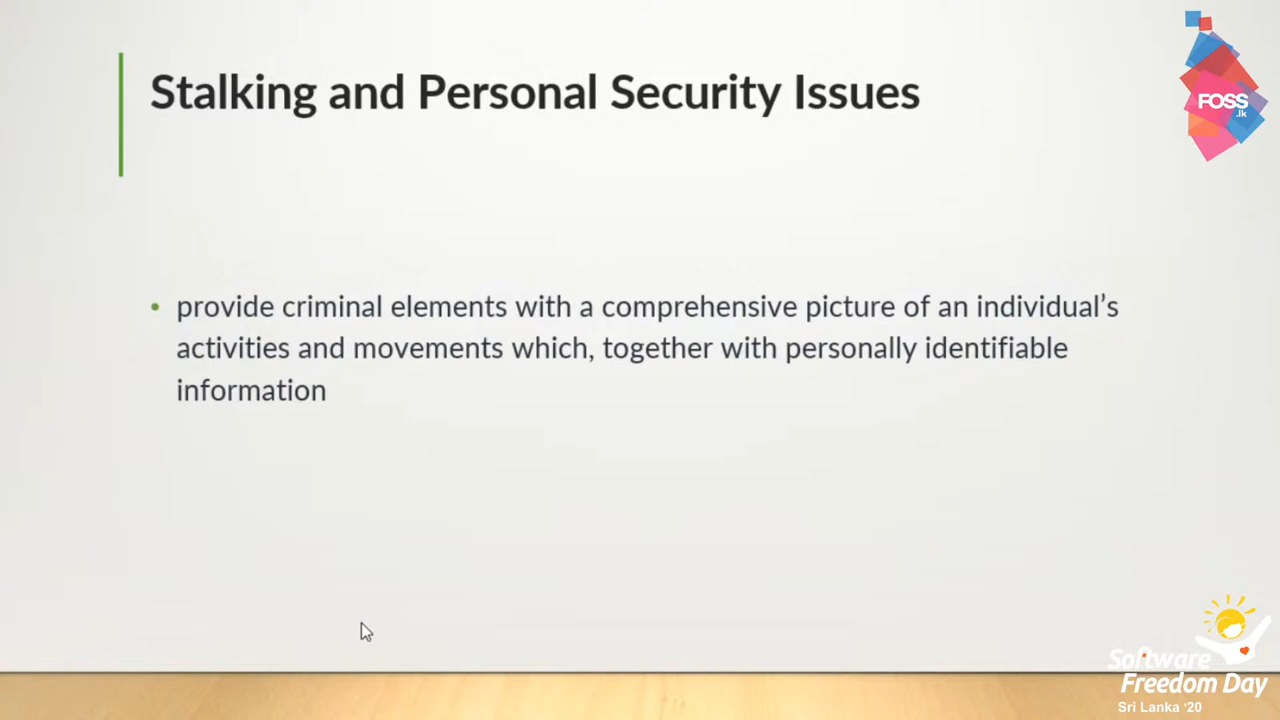 Stalking and Personal Security Issues
FOSS
.lk
• provide criminal elements with a comprehensive picture of an individual’s
activities and movements which, together with personally identifiable
information
Software
Freedom Day
Sri Lanka ‘20